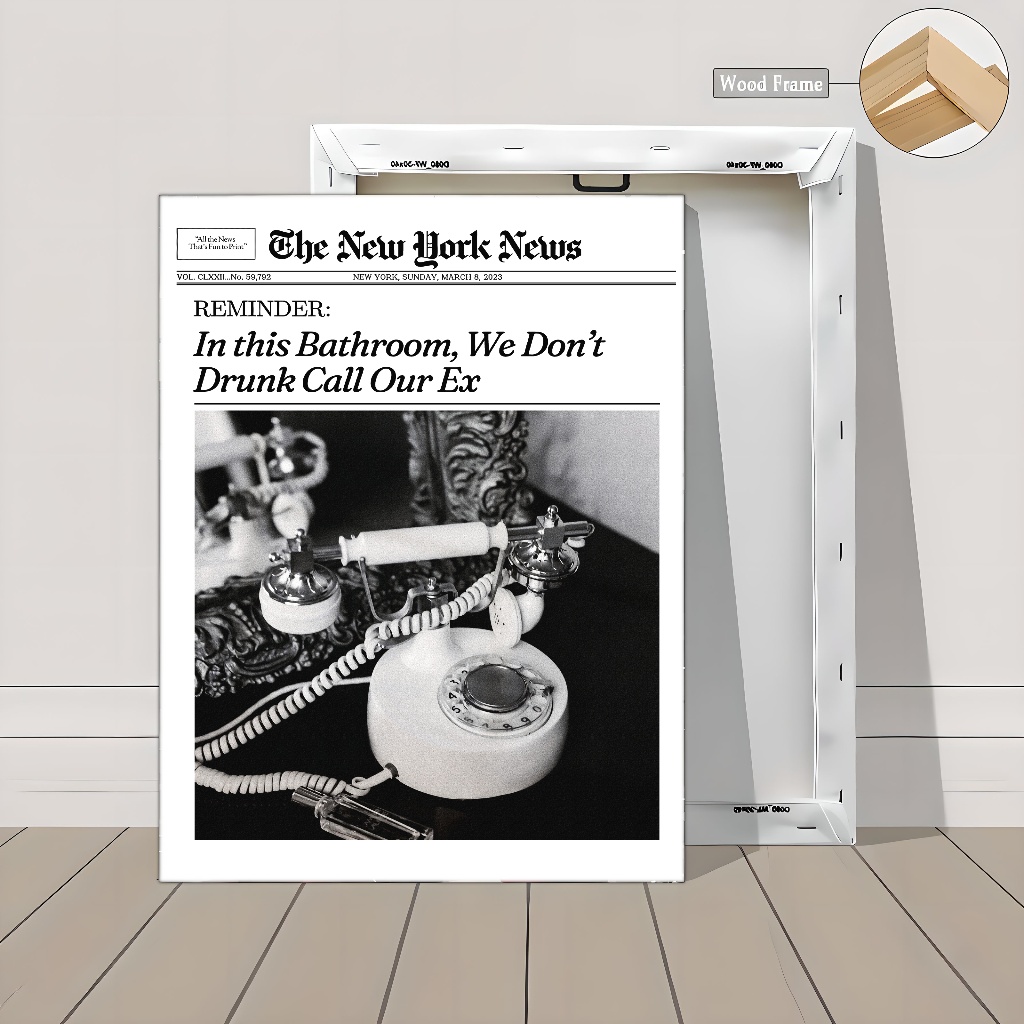 Wood Frame
"All the News
That's Fun to Print"
The New York News
VOL. CLXXII...No. 59,792
NEW YORK, SUNDAY, MARCH 8, 2023
REMINDER:
In this Bathroom, We Don't
Drunk Call Our Ex